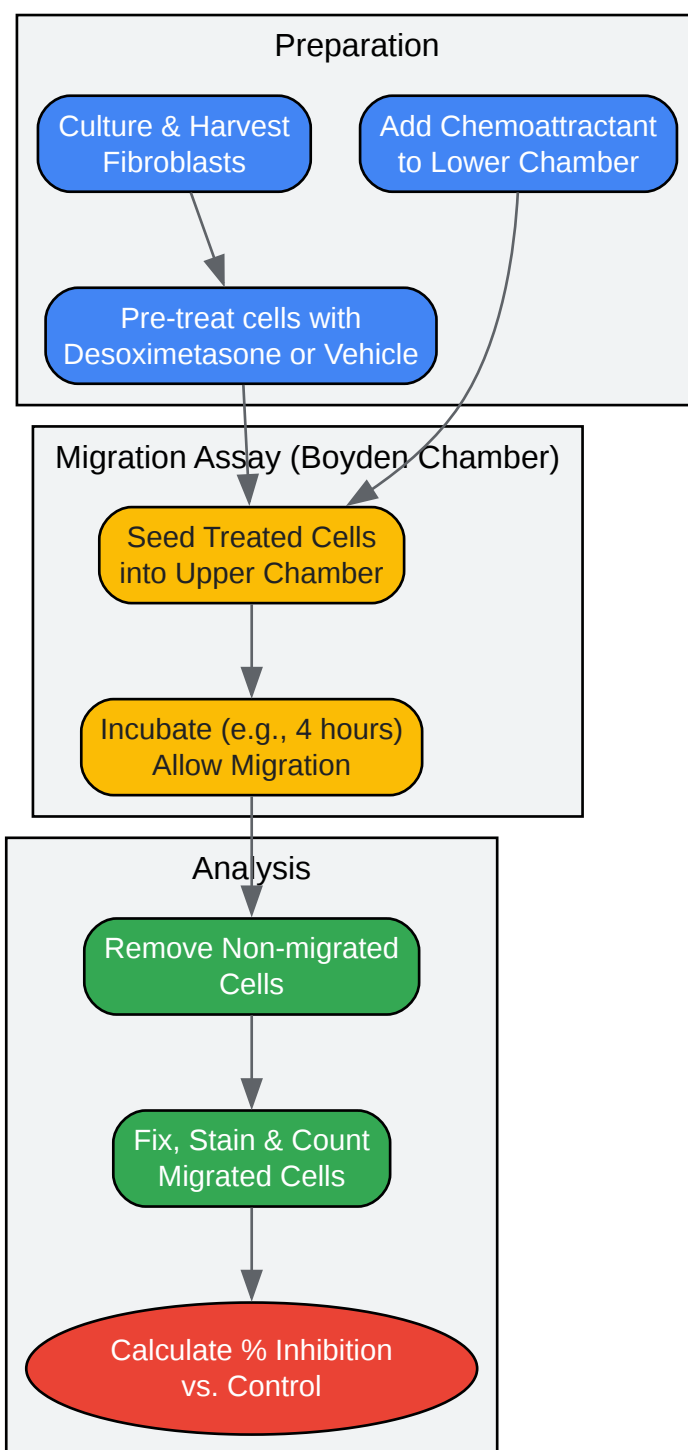 Preparation
Culture & Harvest
Fibroblasts
Add Chemoattractant
to Lower Chamber
Pre-treat cells with
Desoximetasone or Vehicle
Migration Assay (Boyden Chamber)
Seed Treated Cells
into Upper Chamber
Incubate (e.g., 4 hours)
Allow Migration
Analysis
Remove Non-migrated
Cells
Fix, Stain & Count
Migrated Cells
Calculate % Inhibition
vs. Control